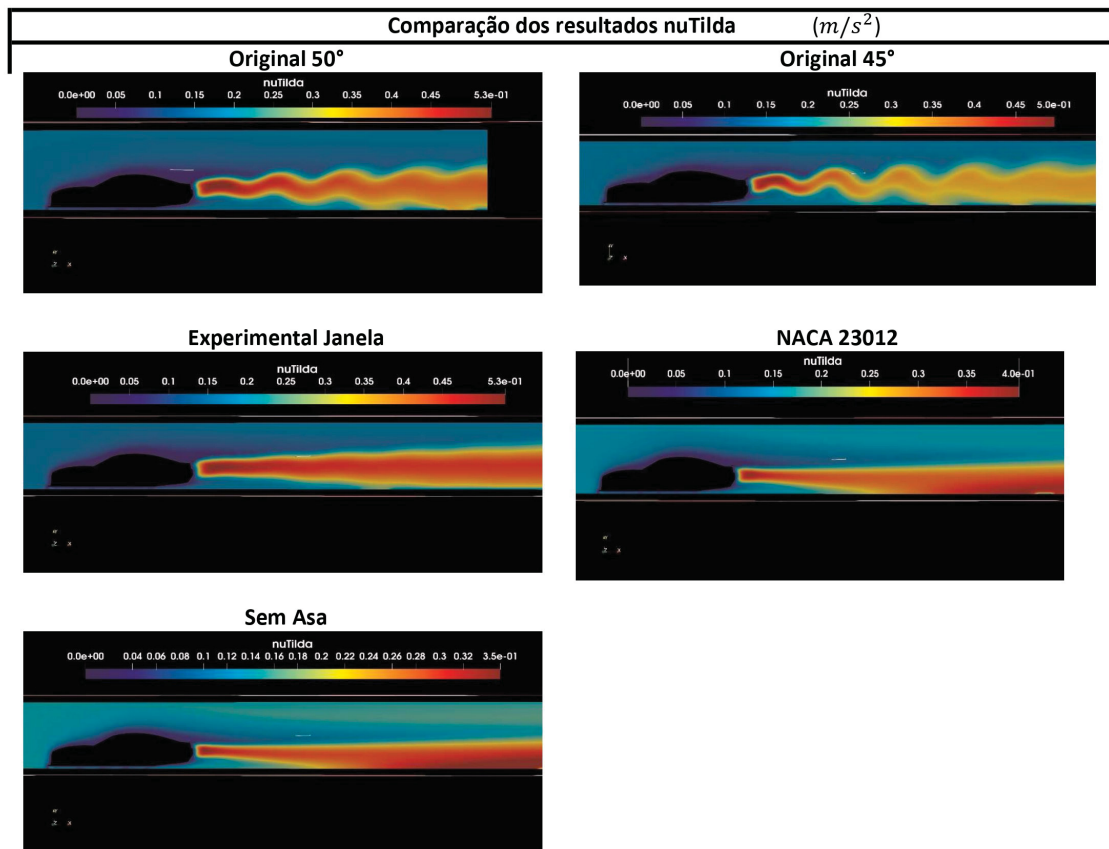 Comparação dos resultados nuTilda (m/s²)
Original 50°
Original 45°
nuTilda
0.0e+00 0.05 0.1 0.15 0.2 0.25 0.3 0.35 0.4 0.45 5.3e-01
nuTilda
0.0e+00 0.05 0.1 0.15 0.2 0.25 0.3 0.35 0.4 0.45 5.0e-01
Experimental Janela
NACA 23012
nuTilda
0.0e+00 0.05 0.1 0.15 0.2 0.25 0.3 0.35 0.4 0.45 5.3e-01
nuTilda
0.0e+00 0.05 0.1 0.15 0.2 0.25 0.3 0.35 4.0e-01
Sem Asa
nuTilda
0.0e+00 0.04 0.06 0.08 0.1 0.12 0.14 0.16 0.18 0.2 0.22 0.24 0.26 0.28 0.3 0.32 3.5e-01